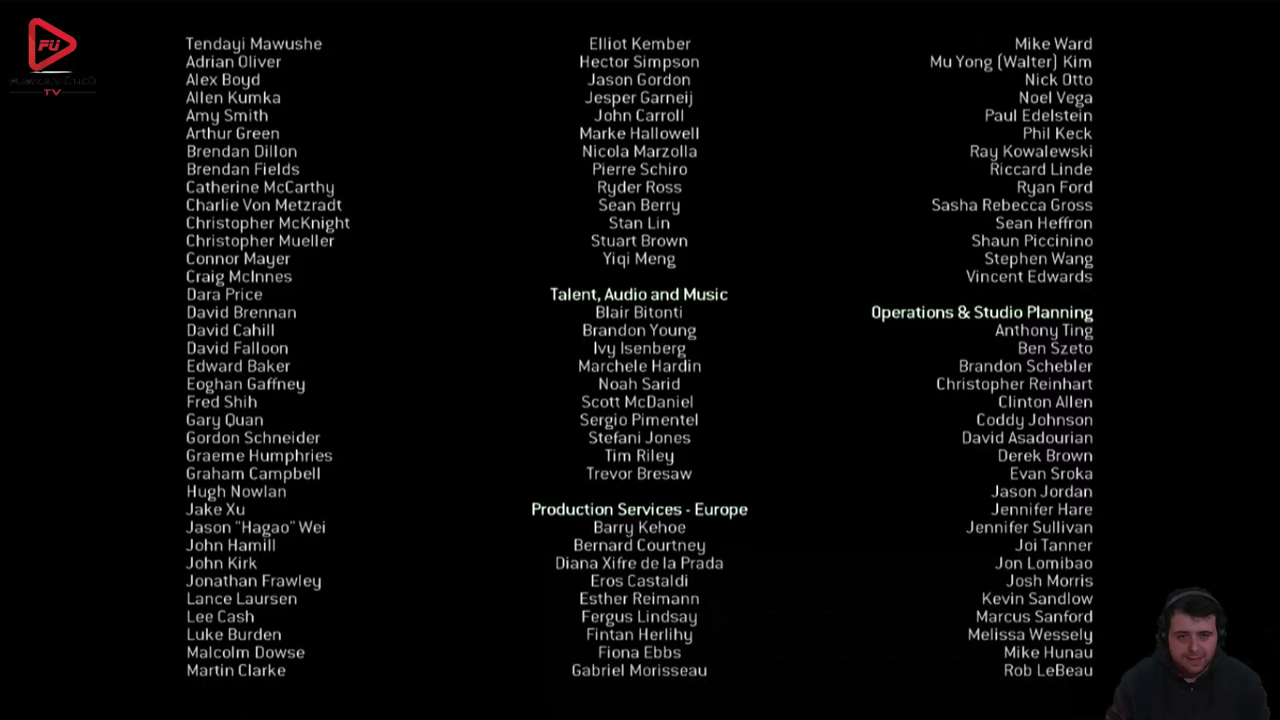 FU
TV
Tendayi Mawushe
Adrian Oliver
Alex Boyd
Allen Kumka
Amy Smith
Arthur Green
Brendan Dillon
Brendan Fields
Catherine McCarthy
Charlie Von Metzradt
Christopher McKnight
Christopher Mueller
Connor Mayer
Craig McInnes
Dara Price
David Brennan
David Cahill
David Falloon
Edward Baker
Eoghan Gaffney
Fred Shih
Gary Quan
Gordon Schneider
Graeme Humphries
Graham Campbell
Hugh Nowlan
Jake Xu
Jason "Hagao" Wei
John Hamill
John Kirk
Jonathan Frawley
Lance Laursen
Lee Cash
Luke Burden
Malcolm Dowse
Martin Clarke
Elliot Kember
Hector Simpson
Jason Gordon
Jesper Garneij
John Carroll
Marke Hallowell
Nicola Marzolla
Pierre Schiro
Ryder Ross
Sean Berry
Stan Lin
Stuart Brown
Yiqi Meng
Talent, Audio and Music
Blair Bitonti
Brandon Young
Ivy Isenberg
Marchele Hardin
Noah Sarid
Scott McDaniel
Sergio Pimentel
Stefani Jones
Tim Riley
Trevor Bresaw
Production Services - Europe
Barry Kehoe
Bernard Courtney
Diana Xifre de la Prada
Eros Castaldi
Esther Reimann
Fergus Lindsay
Fintan Herlihy
Fiona Ebbs
Gabriel Morisseau
Mike Ward
Mu Yong (Walter) Kim
Nick Otto
Noel Vega
Paul Edelstein
Phil Keck
Ray Kowalewski
Riccard Linde
Ryan Ford
Sasha Rebecca Gross
Sean Heffron
Shaun Piccinino
Stephen Wang
Vincent Edwards
Operations & Studio Planning
Anthony Ting
Ben Szeto
Brandon Schebler
Christopher Reinhart
Clinton Allen
Coddy Johnson
David Asadourian
Derek Brown
Evan Sroka
Jason Jordan
Jennifer Hare
Jennifer Sullivan
Joi Tanner
Jon Lomibao
Josh Morris
Kevin Sandlow
Marcus Sanford
Melissa Wessely
Mike Hunau
Rob LeBeau